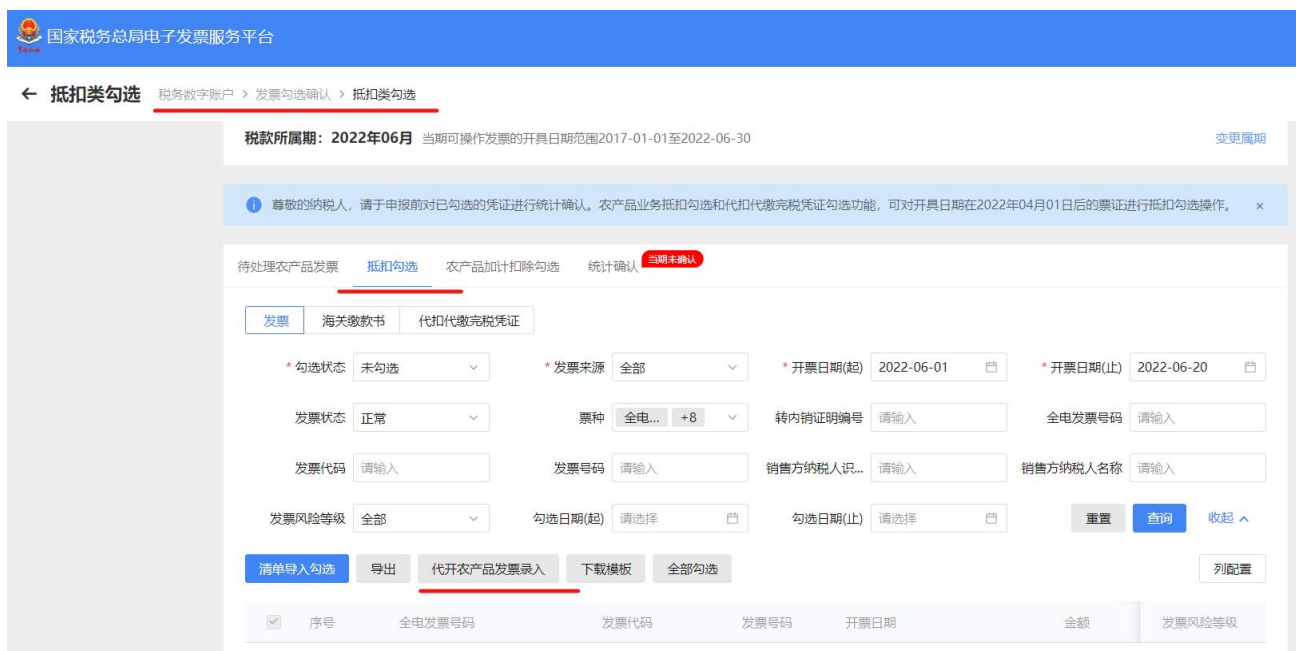 国家税务总局电子发票服务平台
← 抵扣类勾选 税务数字账户 > 发票勾选确认 > 抵扣类勾选
税款所属期：2022年06月 当期可操作发票的开具日期范围2017-01-01至2022-06-30 变更属期
尊敬的纳税人，请于申报前对已勾选的凭证进行统计确认。农产品业务抵扣勾选和代扣代缴完税凭证勾选功能，可对开具日期在2022年04月01日后的票证进行抵扣勾选操作。 ×
待处理农产品发票 抵扣勾选 农产品加计扣除勾选 统计确认 当期未确认
发票 海关缴款书 代扣代缴完税凭证
* 勾选状态 未勾选 * 发票来源 全部 * 开票日期(起) 2022-06-01 * 开票日期(止) 2022-06-20
发票状态 正常 票种 全电... +8 转内销证明编号 请输入 全电发票号码 请输入
发票代码 请输入 发票号码 请输入 销售方纳税人识... 请输入 销售方纳税人名称 请输入
发票风险等级 全部 勾选日期(起) 请选择 勾选日期(止) 请选择 重置 查询 收起
清单导入勾选 导出 代开农产品发票录入 下载模板 全部勾选 列配置
序号 全电发票号码 发票代码 发票号码 开票日期 金额 发票风险等级